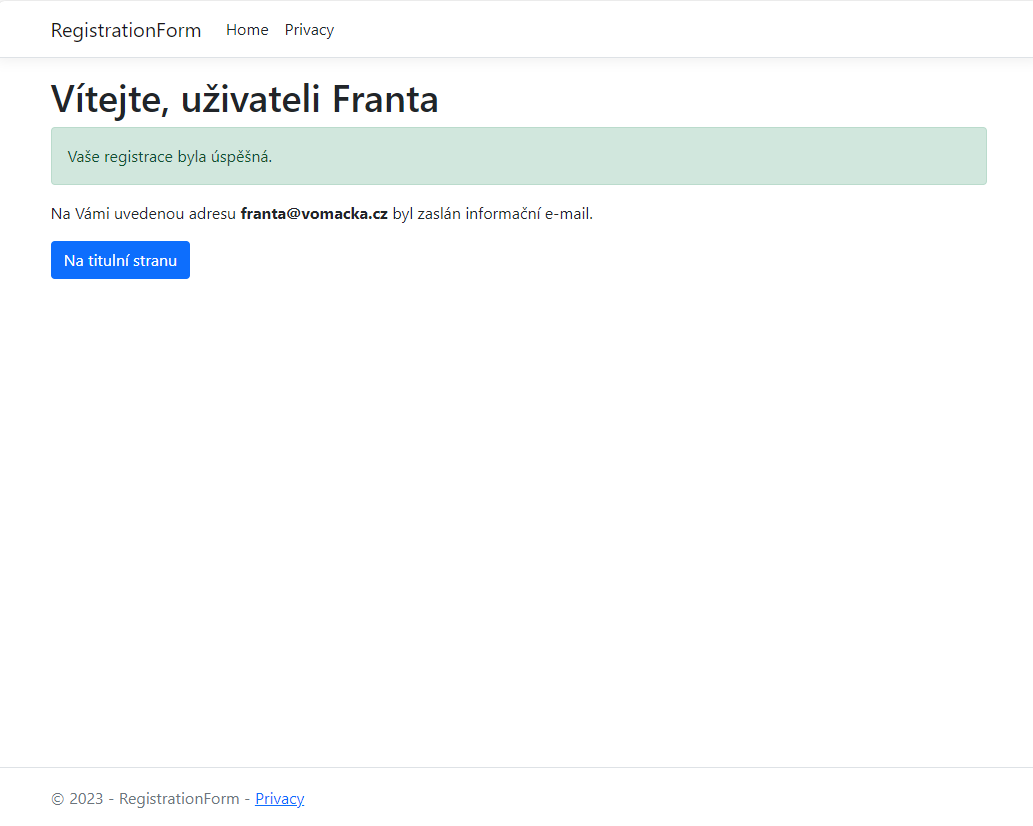 RegistrationForm Home Privacy
Vítejte, uživateli Franta
Vaše registrace byla úspěšná.
Na Vámi uvedenou adresu franta@vomacka.cz byl zaslán informační e-mail.
Na titulní stranu
© 2023 - RegistrationForm - Privacy